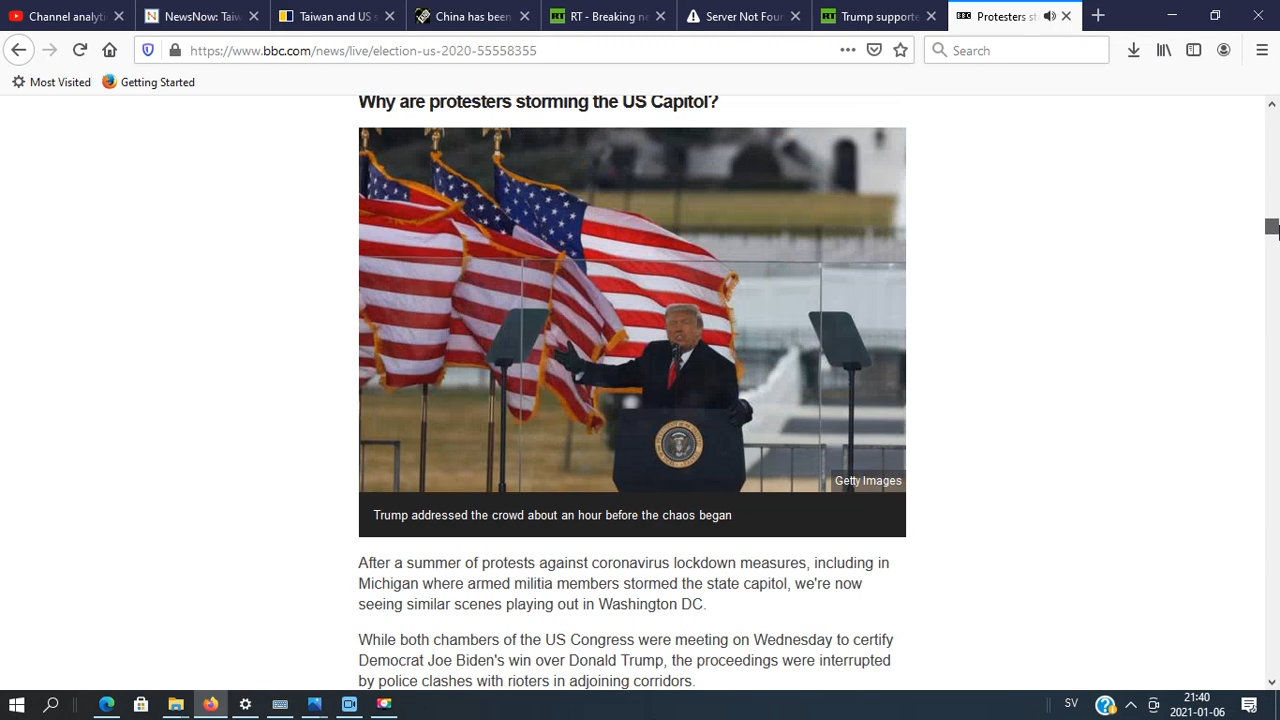 Channel analyti
NewsNow: Taiw
Taiwan and US s
China has been
RT - Breaking ne
Server Not Foun
Trump supporte
Protesters st
https://www.bbc.com/news/live/election-us-2020-55558355
Search
Most Visited
Getting Started
Why are protesters storming the US Capitol?
Getty Images
Trump addressed the crowd about an hour before the chaos began
After a summer of protests against coronavirus lockdown measures, including in
Michigan where armed militia members stormed the state capitol, we're now
seeing similar scenes playing out in Washington DC.
While both chambers of the US Congress were meeting on Wednesday to certify
Democrat Joe Biden's win over Donald Trump, the proceedings were interrupted
by police clashes with rioters in adjoining corridors.
SV
21:40
2021-01-06